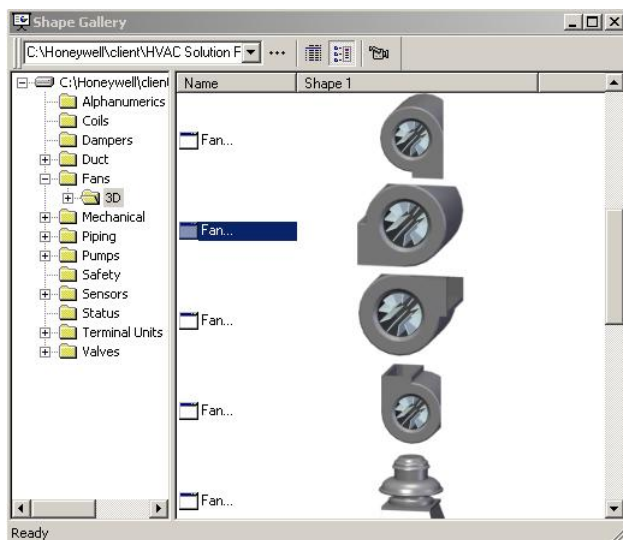 Shape Gallery
C:\Honeywell\client\HVAC Solution F
C:\Honeywell\client
Name Shape 1
Alphanumerics
Coils
Dampers
Duct
Fans
3D
Mechanical
Piping
Pumps
Safety
Sensors
Status
Terminal Units
Valves
Fan...
Fan...
Fan...
Fan...
Fan...
Ready